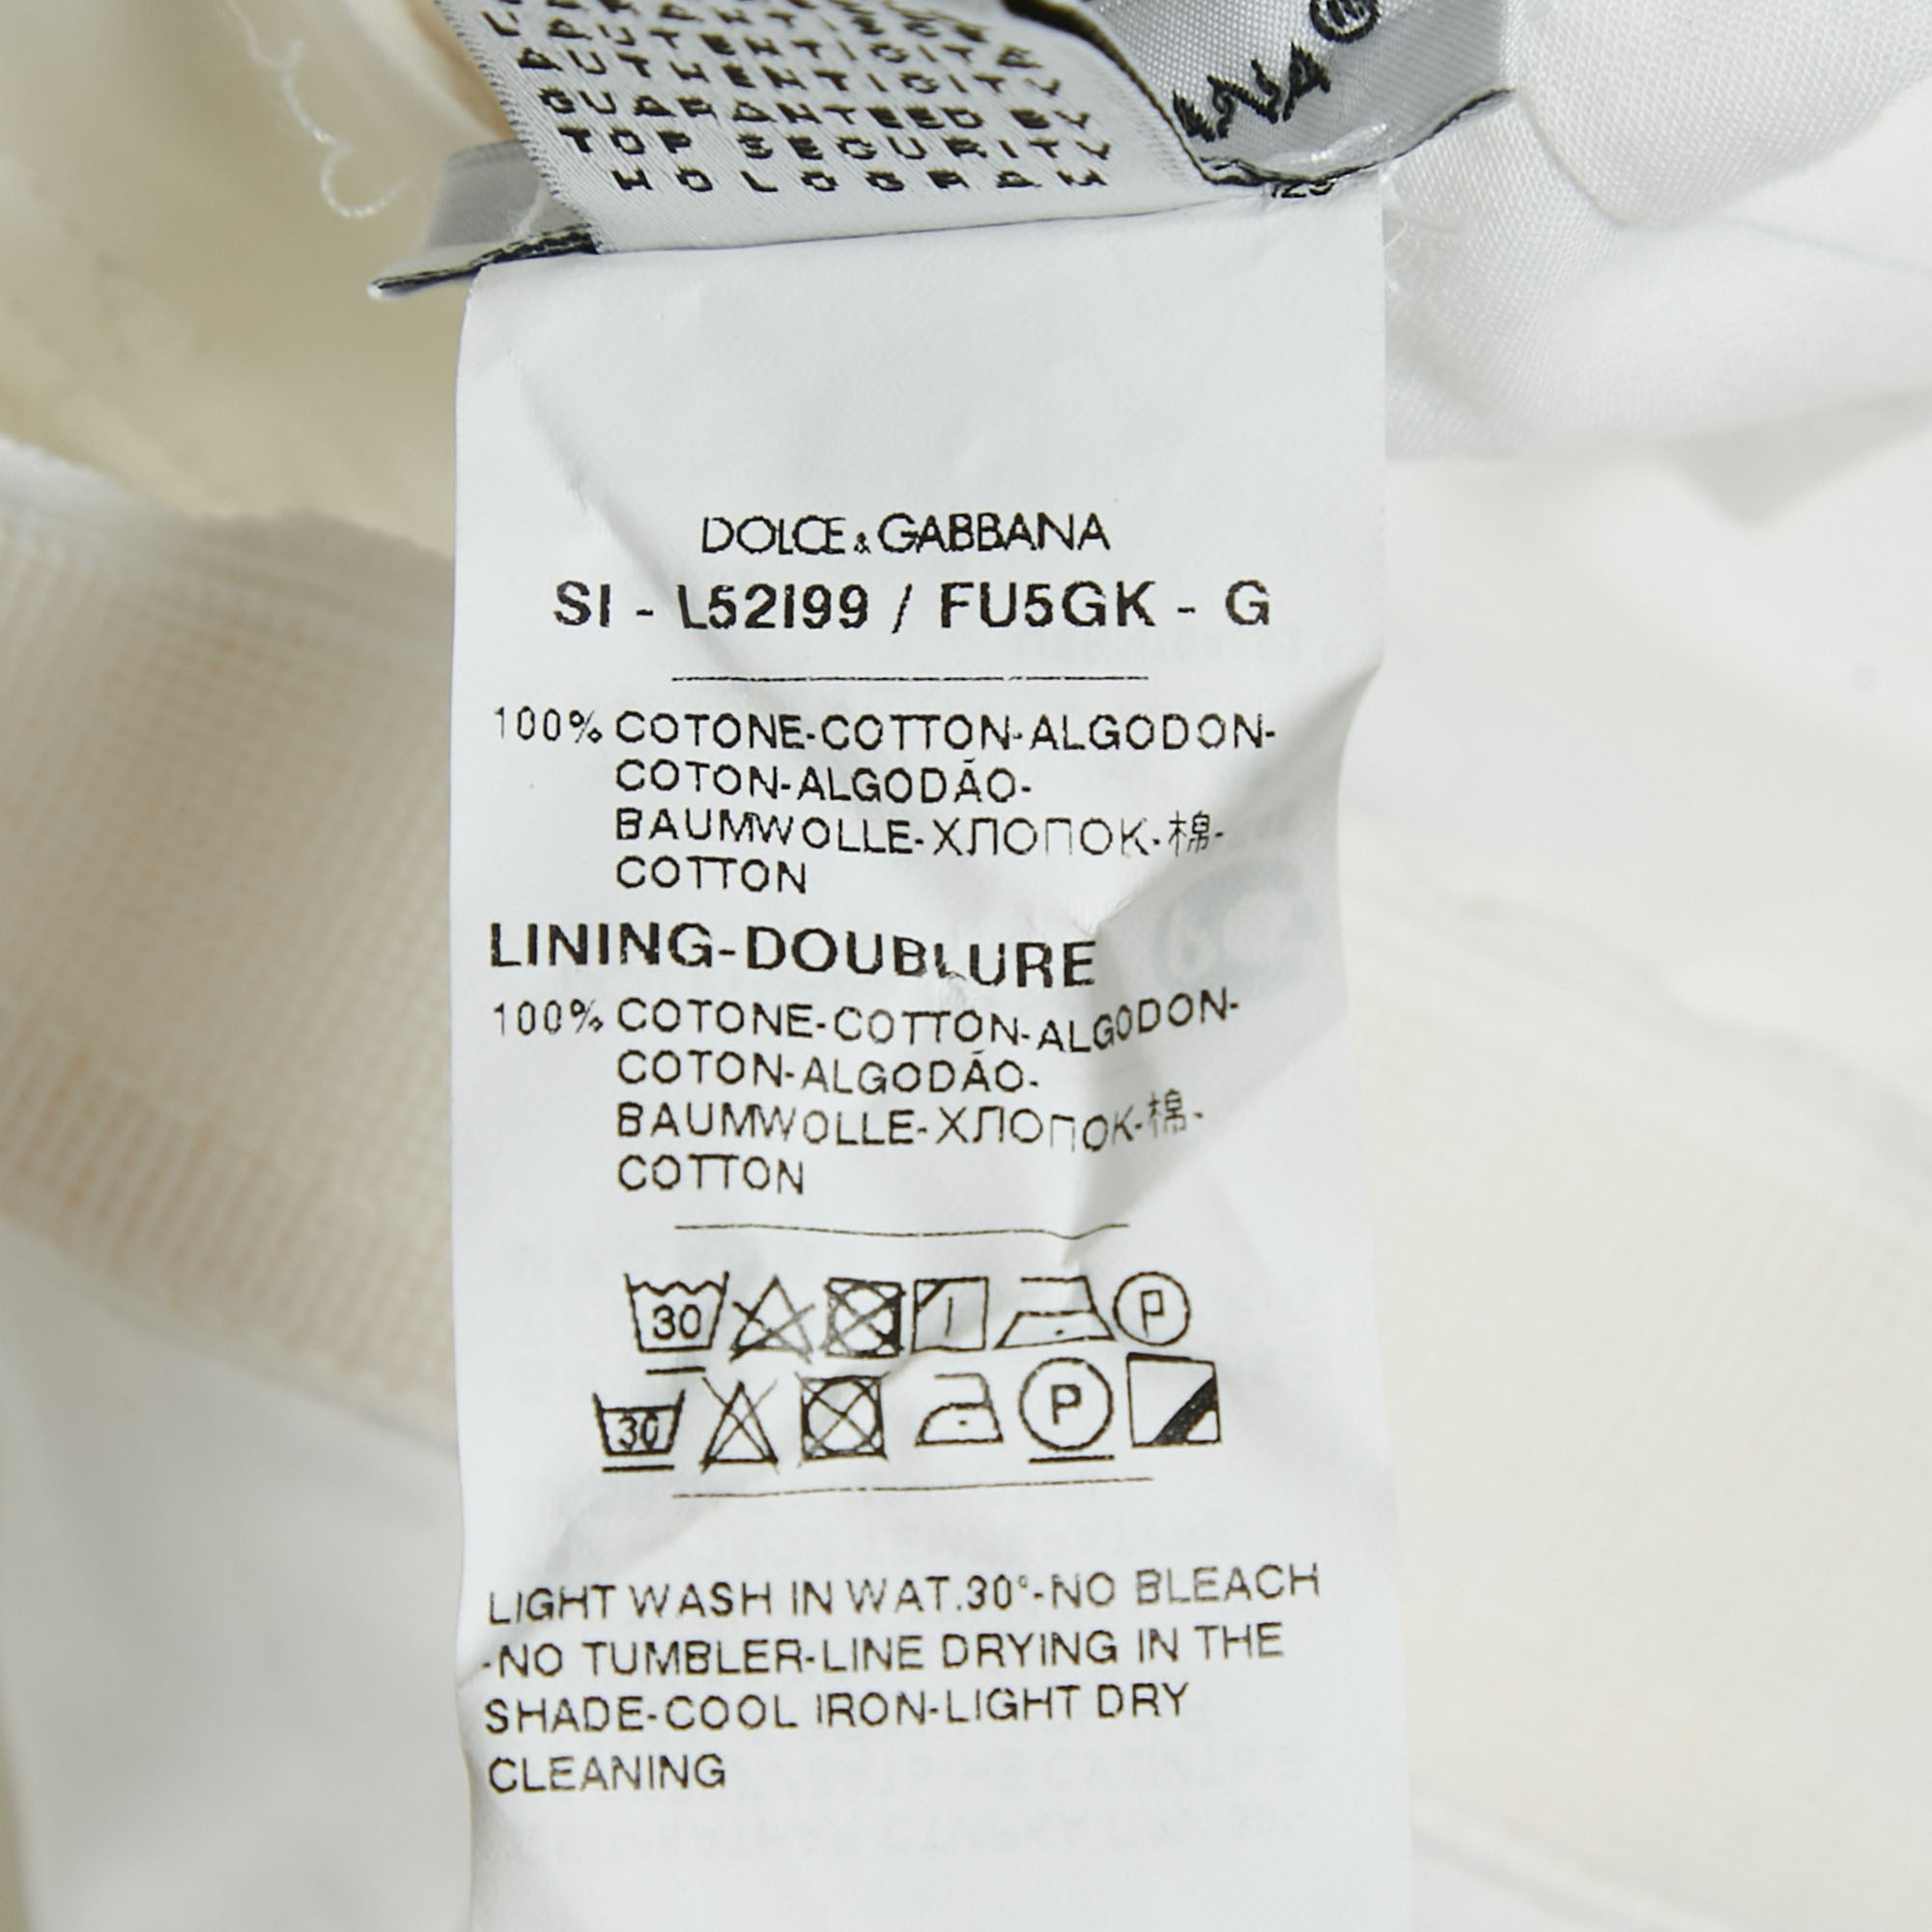 L'AUTENTICITA
AUTHENTICITY
GUARANTEED BY
TOP SECURITY
HOLOGRAM
DOLCE & GABBANA
SI - L52I99 / FU5GK - G
100% COTONE-COTTON-ALGODON-
COTON-ALGODÃO-
BAUMWOLLE-ХЛОПОК-棉-
COTTON
LINING-DOUBLURE
100% COTONE-COTTON-ALGODON-
COTON-ALGODÃO-
BAUMWOLLE-ХЛОПОК-棉-
COTTON
30 P
30 P
LIGHT WASH IN WAT.30°-NO BLEACH
-NO TUMBLER-LINE DRYING IN THE
SHADE-COOL IRON-LIGHT DRY
CLEANING